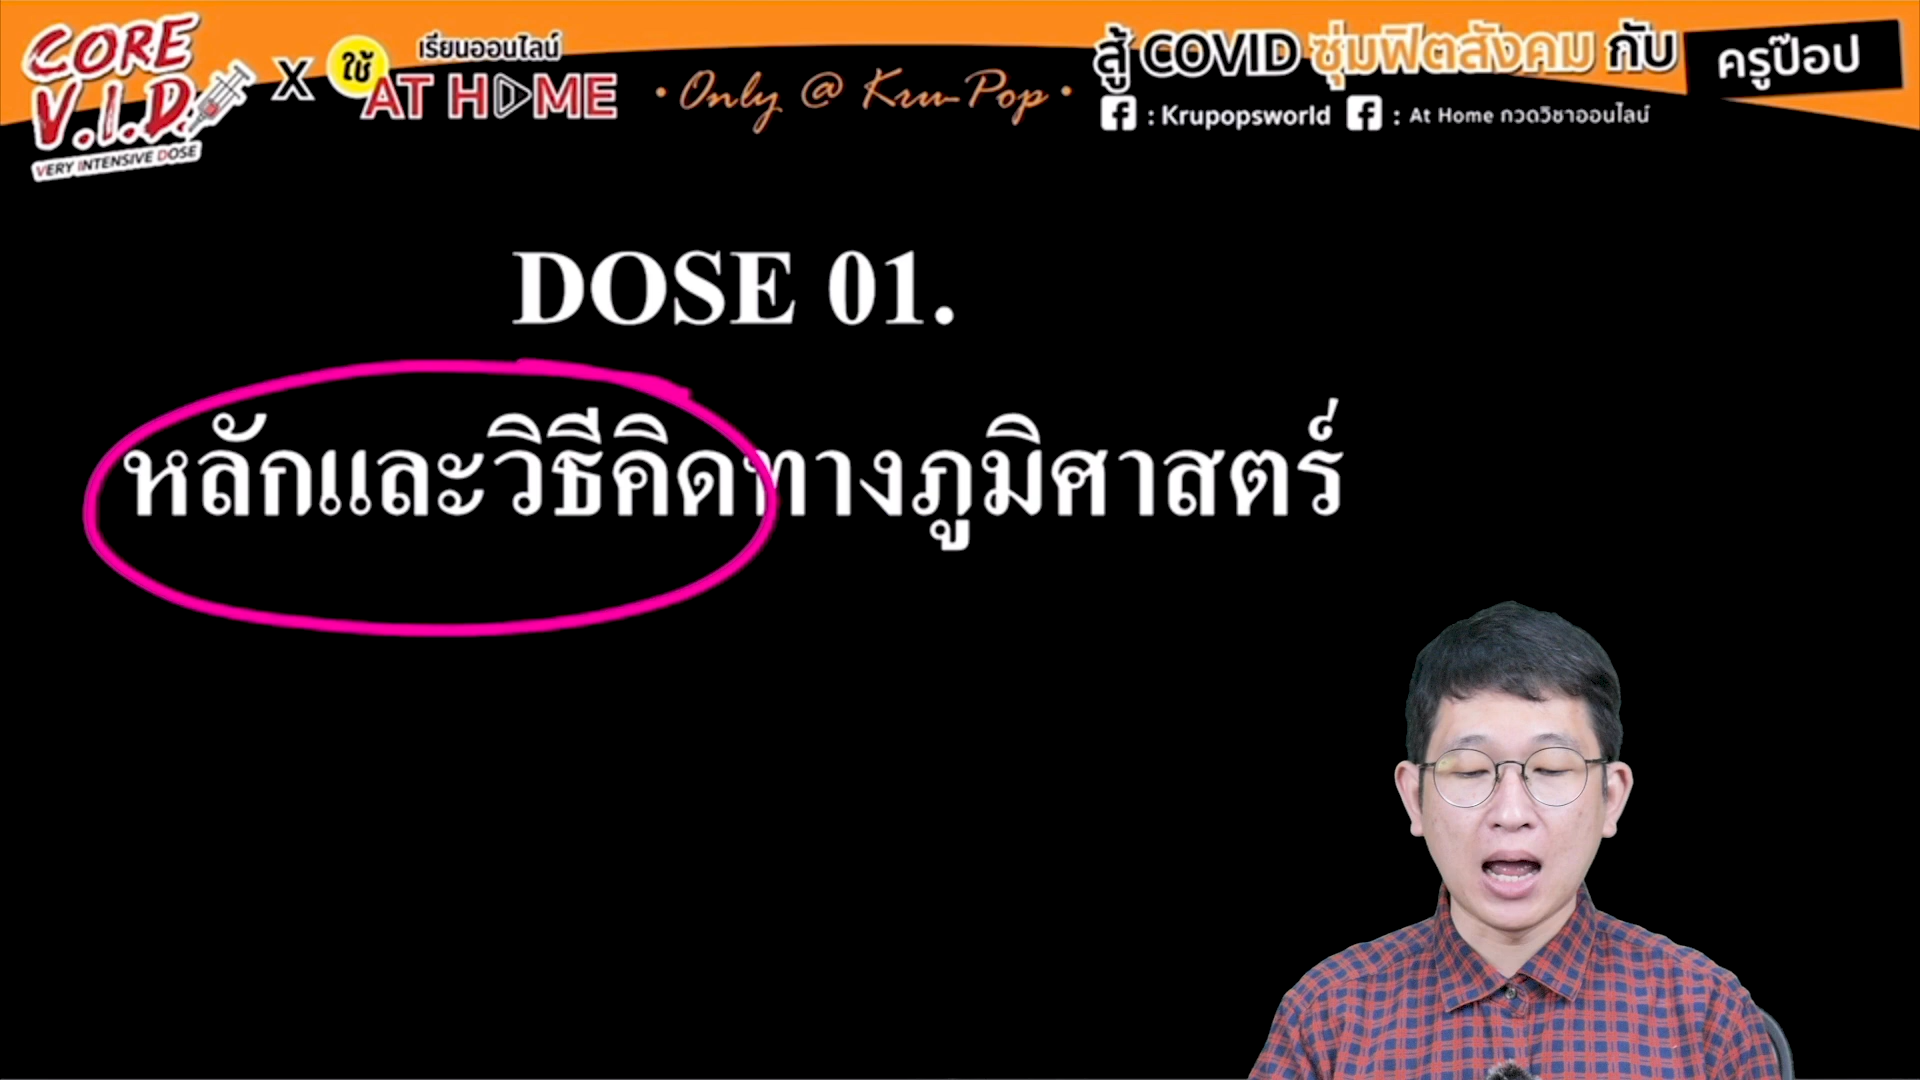 CORE
V.I.D.
VERY INTENSIVE DOSE
X
ใช้
เรียนออนไลน์
AT HOME
• Only @ Kru-Pop •
สู้ COVID ซุ่มฟิตสังคม กับ ครูป๊อป
f : Krupopsworld f : At Home กวดวิชาออนไลน์
DOSE 01.
หลักและวิธีคิดทางภูมิศาสตร์